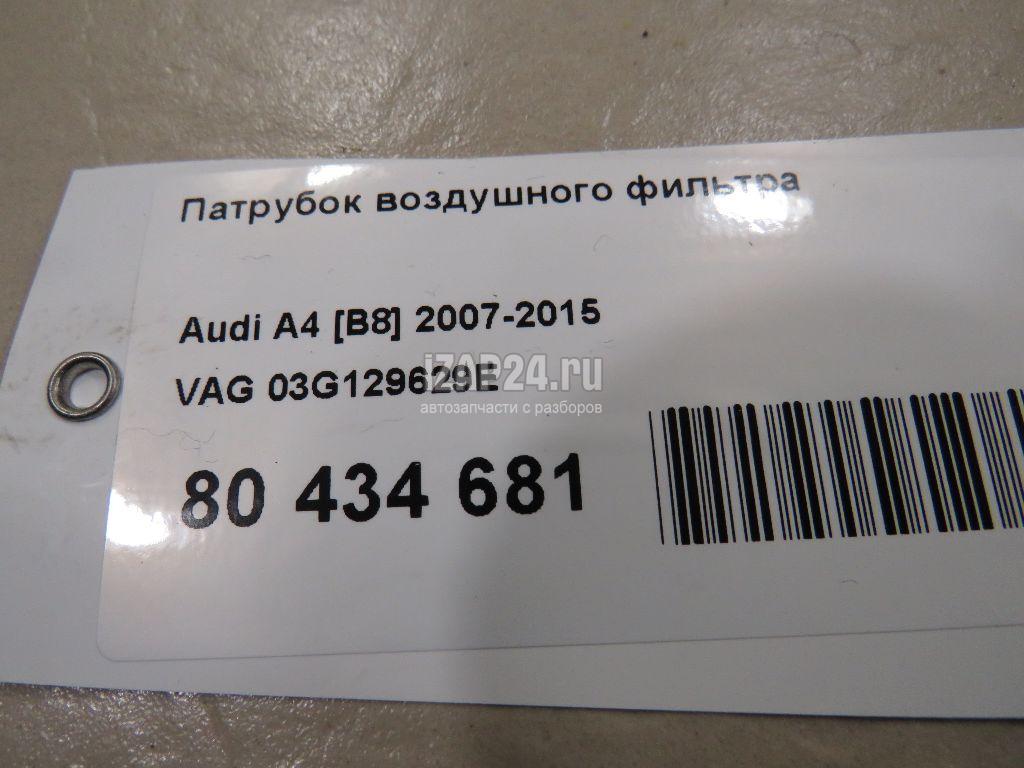 Патрубок воздушного фильтра
Audi A4 [B8] 2007-2015
iZAP24.ru
VAG 03G129629E
автозапчасти с разборов
80 434 681